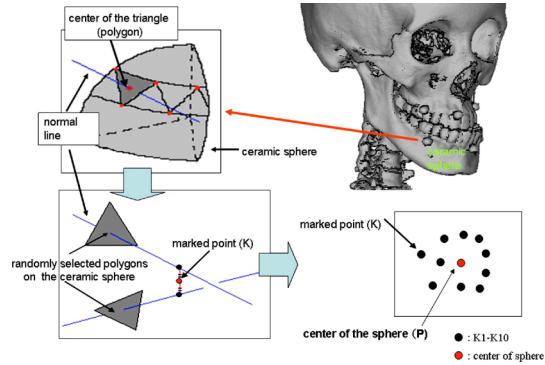 center of the triangle
(polygon)
normal
line
ceramic sphere
ceramic
sphere
marked point (K)
randomly selected polygons
on the ceramic sphere
marked point (K)
center of the sphere (P)
: K1-K10
: center of sphere